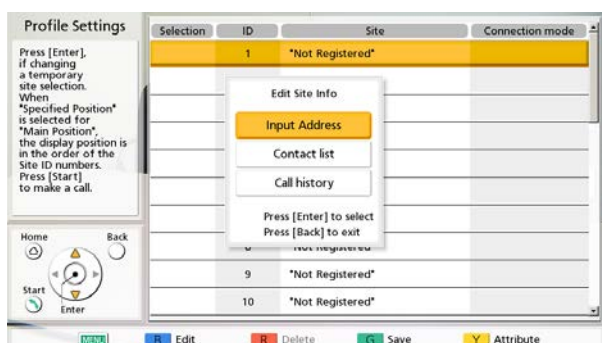 Profile Settings
Press [Enter],
if changing
a temporary
site selection.
When
"Specified Position"
is selected for
"Main Position",
the display position is
in the order of the
Site ID numbers.
Press [Start]
to make a call.
Home
Back
Start
Enter
Selection ID Site Connection mode
1 "Not Registered"
Edit Site Info
Input Address
Contact list
Call history
Press [Enter] to select
Press [Back] to exit
9 "Not Registered"
10 "Not Registered"
MENU B Edit R Delete G Save Y Attribute